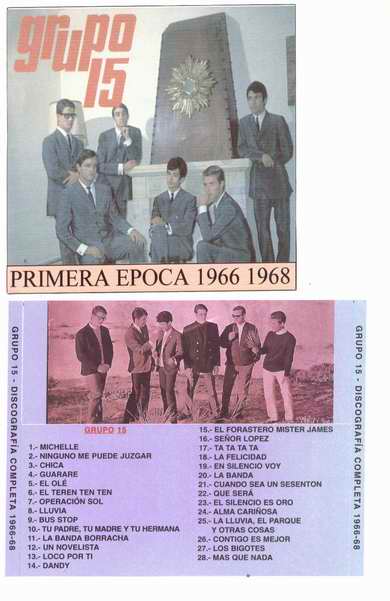 grupo
15
PRIMERA EPOCA 1966 1968
GRUPO 15 - DISCOGRAFÍA COMPLETA 1966-68
GRUPO 15
1.- MICHELLE
2.- NINGUNO ME PUEDE JUZGAR
3.- CHICA
4.- GUARARE
5.- EL OLÉ
6.- EL TEREN TEN TEN
7.- OPERACIÓN SOL
8.- LLUVIA
9.- BUS STOP
10.- TU PADRE, TU MADRE Y TU HERMANA
11.- LA BANDA BORRACHA
12.- UN NOVELISTA
13.- LOCO POR TI
14.- DANDY
15.- EL FORASTERO MISTER JAMES
16.- SEÑOR LOPEZ
17.- TA TA TA TA
18.- LA FELICIDAD
19.- EN SILENCIO VOY
20.- LA BANDA
21.- CUANDO SEA UN SESENTON
22.- QUE SERÁ
23.- EL SILENCIO ES ORO
24.- ALMA CARIÑOSA
25.- LA LLUVIA, EL PARQUE
Y OTRAS COSAS
26.- CONTIGO ES MEJOR
27.- LOS BIGOTES
28.- MAS QUE NADA
GRUPO 15 - DISCOGRAFÍA COMPLETA 1966-68